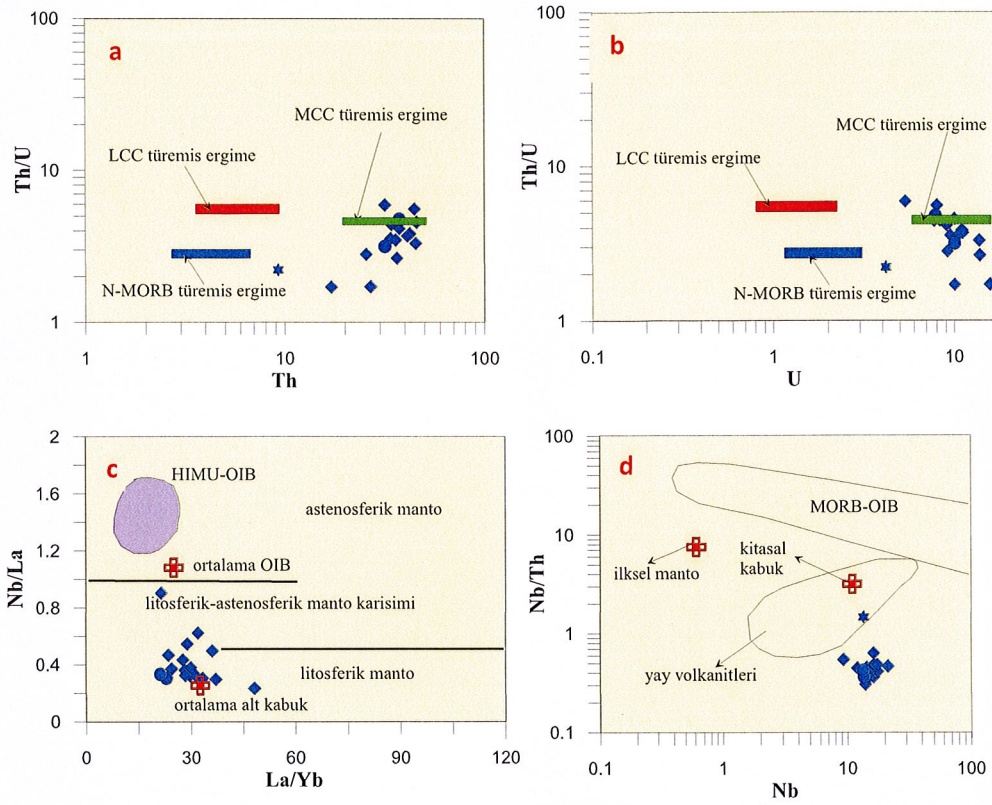 a
100
10
1
Th/U
MCC türemis ergime
LCC türemis ergime
N-MORB türemis ergime
1
10
100
Th
b
100
10
1
Th/U
MCC türemis ergime
LCC türemis ergime
N-MORB türemis ergime
0.1
1
10
U
c
2
1.6
1.2
0.8
0.4
0
Nb/La
HIMU-OIB
astenosferik manto
ortalama OIB
litosferik-astenosferik manto karisimi
litosferik manto
ortalama alt kabuk
0
30
60
90
120
La/Yb
d
100
10
1
0.1
Nb/Th
MORB-OIB
kitasal
kabuk
ilksel manto
yay volkanitleri
0.1
1
10
100
Nb